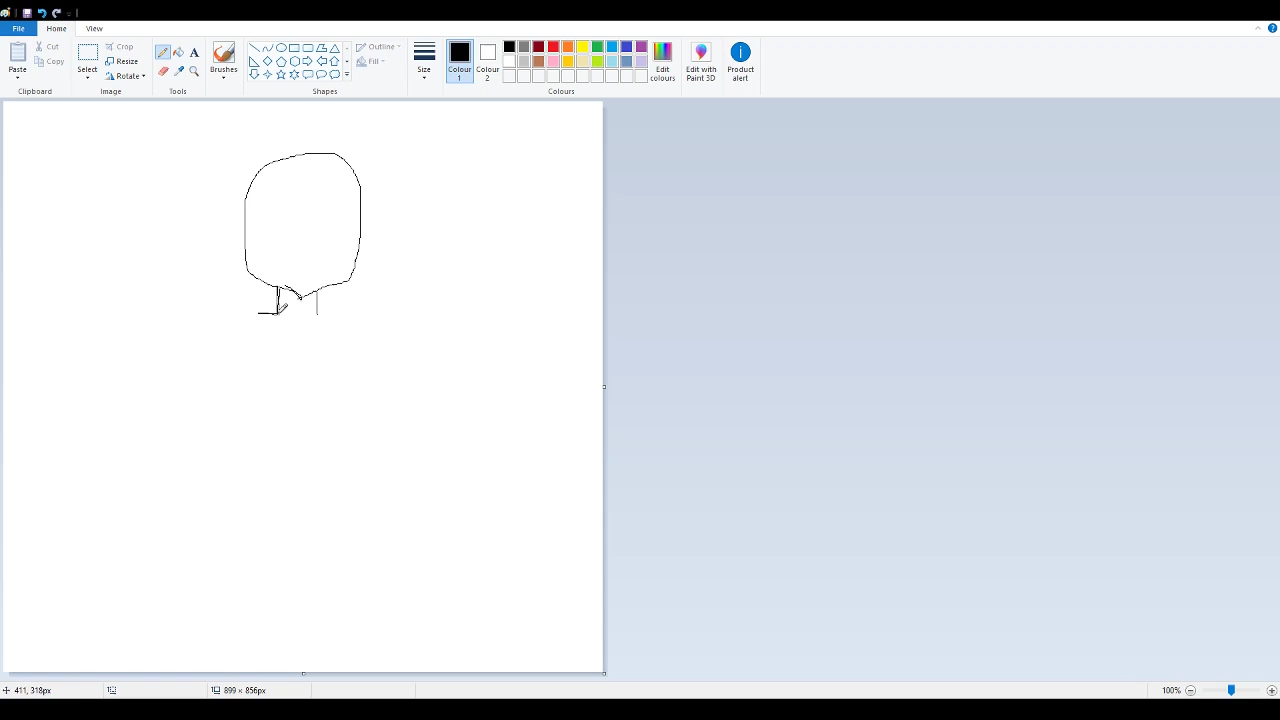 File Home View
Paste Cut Copy Clipboard
Select Crop Resize Rotate Image
A Tools
Brushes
Outline Fill Shapes
Size
Colour 1 Colour 2 Edit colours Colours
Edit with Paint 3D
Product alert
411, 318px 899 × 856px 100%